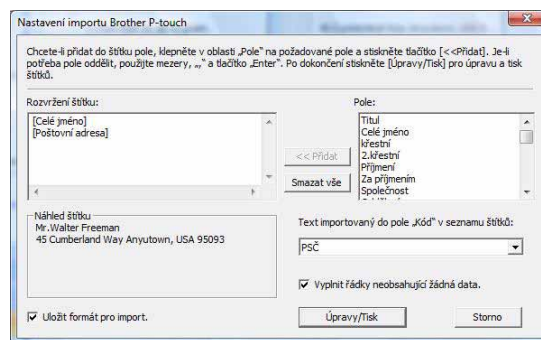 Nastavení importu Brother P-touch
Chcete-li přidat do štítku pole, klepněte v oblasti „Pole" na požadované pole a stiskněte tlačítko [<<Přidat]. Je-li
potřeba pole oddělit, použijte mezery, „," a tlačítko „Enter". Po dokončení stiskněte [Úpravy/Tisk] pro úpravu a tisk
štítků.
Rozvržení štítku:
[Celé jméno]
[Poštovní adresa]
<< Přidat
Smazat vše
Pole:
Titul
Celé jméno
křestní
2.křestní
Příjmení
Za příjmením
Společnost
Náhled štítku
Mr.Walter Freeman
45 Cumberland Way Anytown, USA 95093
Text importovaný do pole „Kód" v seznamu štítků:
PSČ
Vyplnit řádky neobsahující žádná data.
Uložit formát pro import.
Úpravy/Tisk
Storno